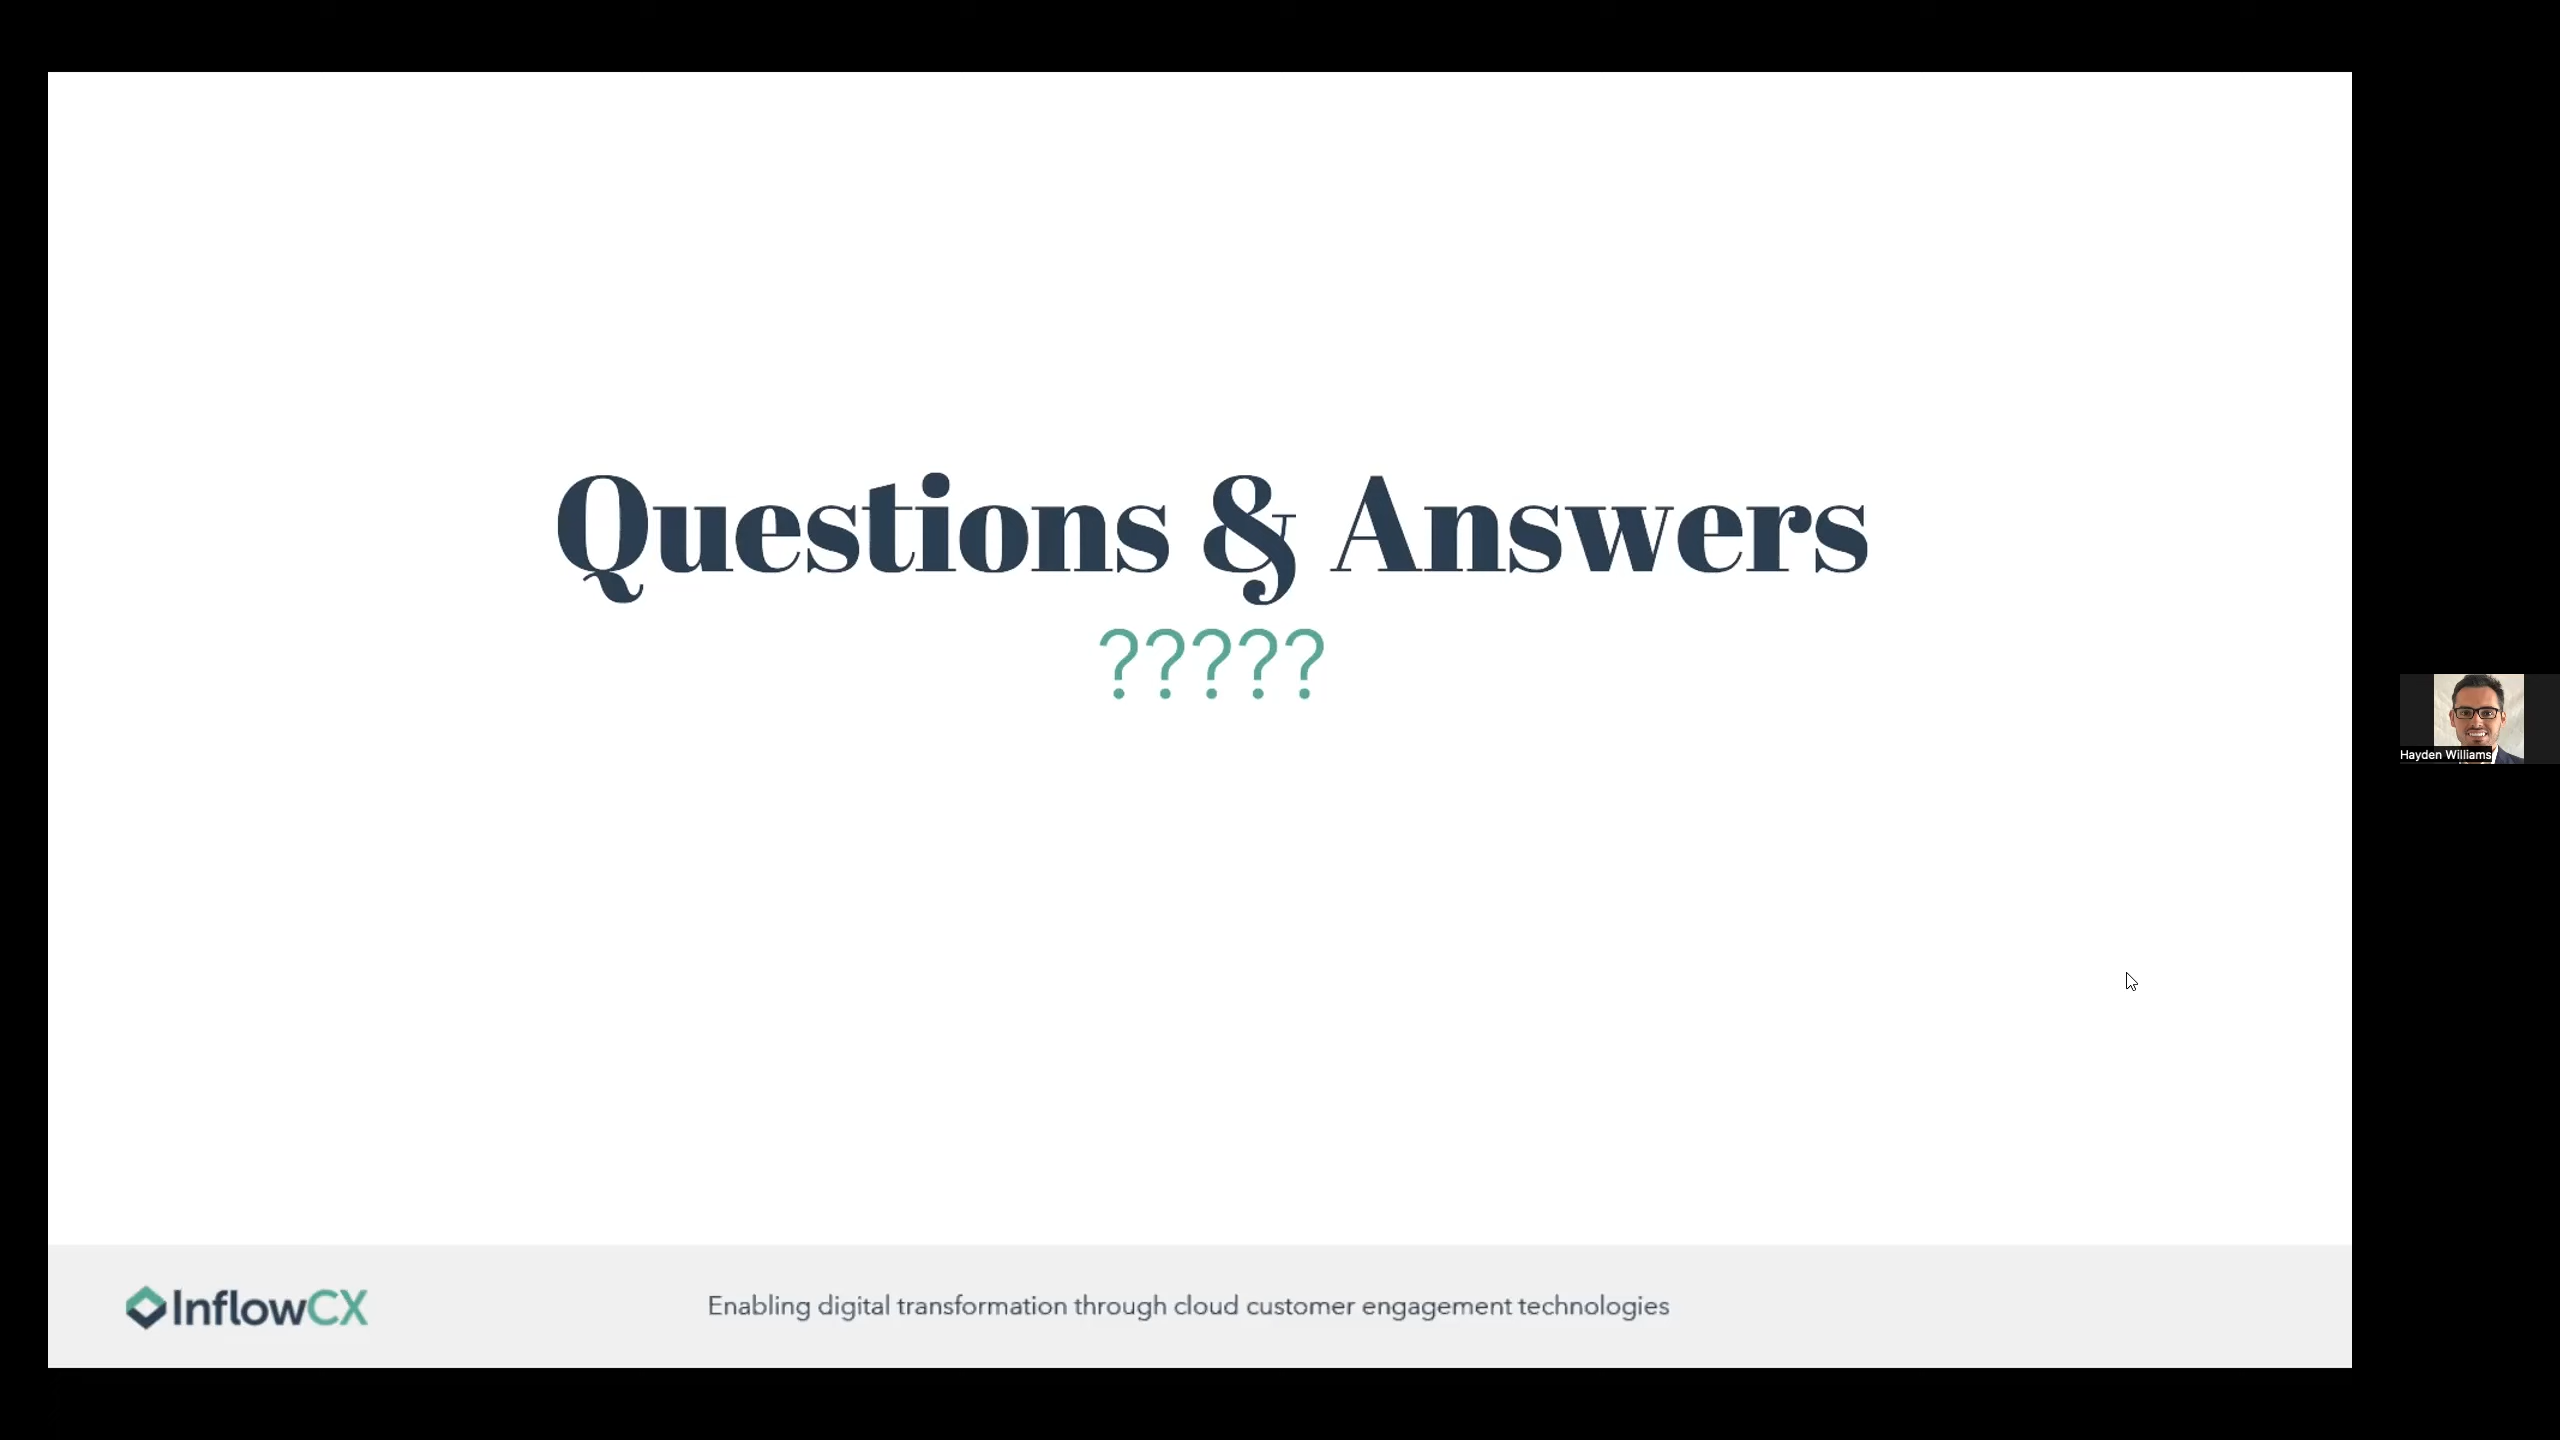 Questions & Answers
?????
Hayden Williams
InflowCX
Enabling digital transformation through cloud customer engagement technologies